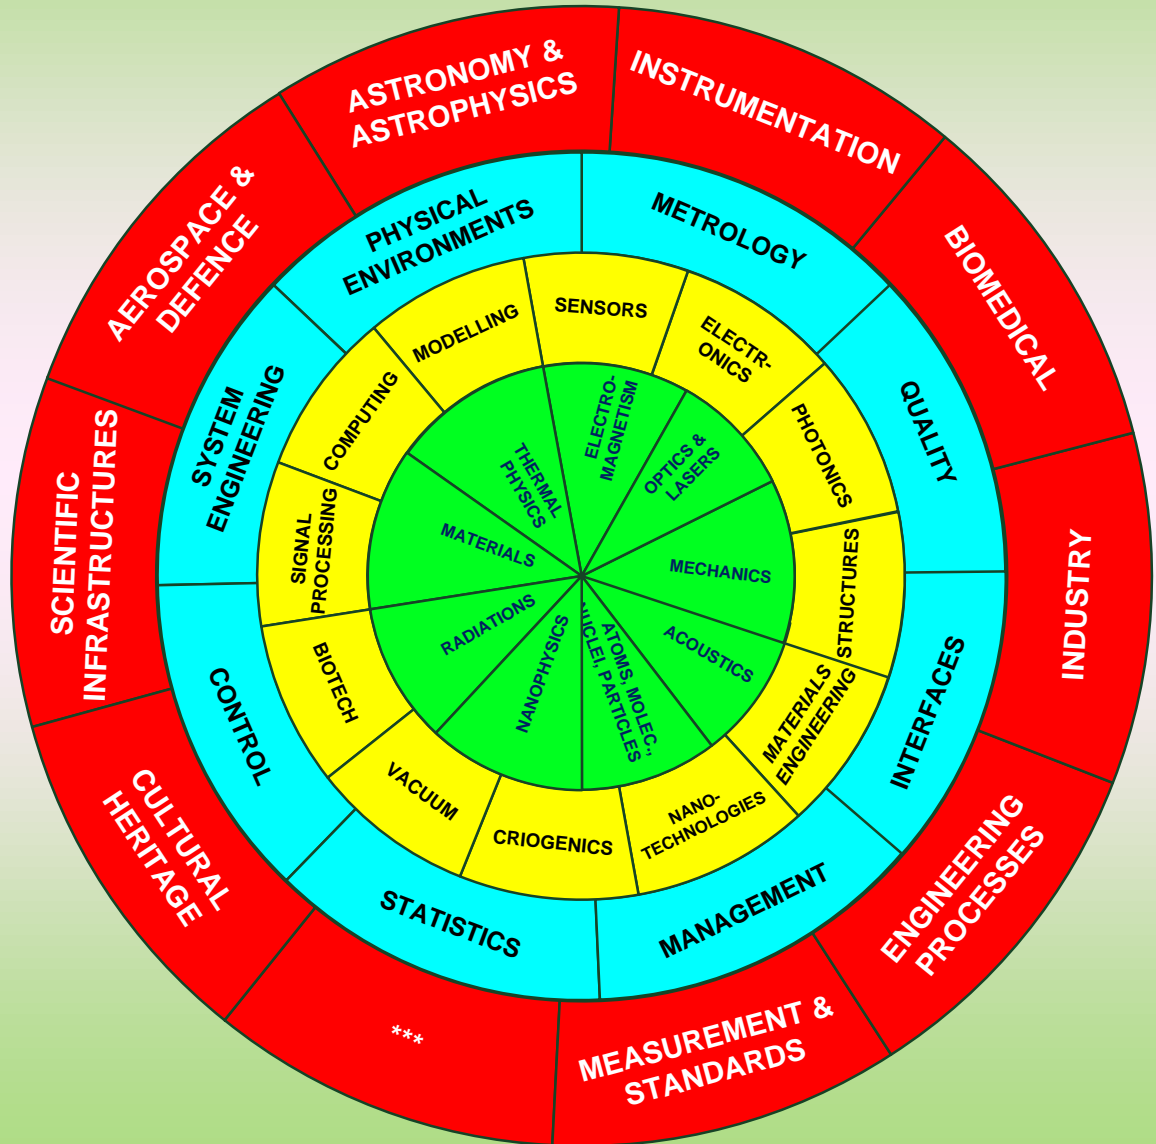 ASTRONOMY &
ASTROPHYSICS
INSTRUMENTATION
BIOMEDICAL
INDUSTRY
ENGINEERING
PROCESSES
MEASUREMENT &
STANDARDS
***
CULTURAL
HERITAGE
SCIENTIFIC
INFRASTRUCTURES
AEROSPACE &
DEFENCE
PHYSICAL
ENVIRONMENTS
METROLOGY
QUALITY
INTERFACES
MANAGEMENT
STATISTICS
CONTROL
SYSTEM
ENGINEERING
SENSORS
ELECTR-
ONICS
PHOTONICS
STRUCTURES
MATERIALS
ENGINEERING
NANO-
TECHNOLOGIES
CRIOGENICS
VACUUM
BIOTECH
SIGNAL
PROCESSING
COMPUTING
MODELLING
ELECTRO-
MAGNETISM
OPTICS &
LASERS
MECHANICS
ACOUSTICS
ATOMS, MOLEC.,
NUCLEI, PARTICLES
NANOPHYSICS
RADIATIONS
MATERIALS
THERMAL
PHYSICS